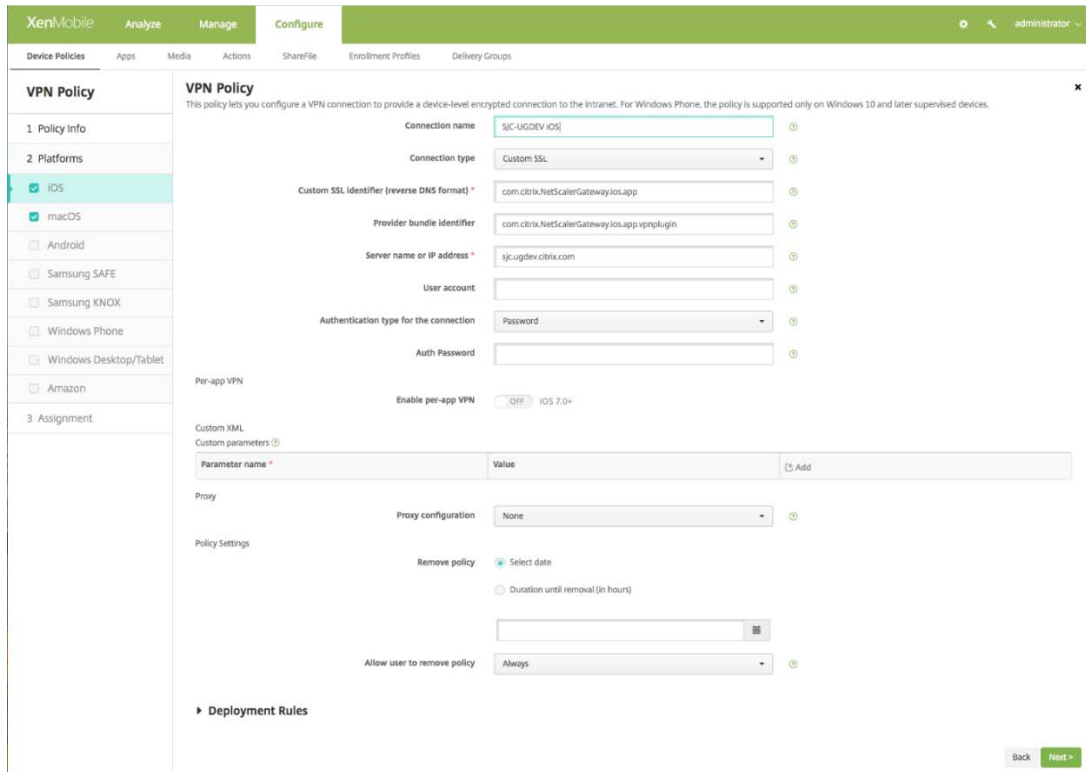 XenMobile Analyze Manage Configure administrator
Device Policies Apps Media Actions ShareFile Enrollment Profiles Delivery Groups
VPN Policy
1 Policy Info
2 Platforms
iOS
macOS
Android
Samsung SAFE
Samsung KNOX
Windows Phone
Windows Desktop/Tablet
Amazon
3 Assignment
VPN Policy
This policy lets you configure a VPN connection to provide a device-level encrypted connection to the intranet. For Windows Phone, the policy is supported only on Windows 10 and later supervised devices.
Connection name SJC-UGDEV iOS
Connection type Custom SSL
Custom SSL identifier (reverse DNS format) * com.citrix.NetScalerGateway.ios.app
Provider bundle identifier com.citrix.NetScalerGateway.ios.app.vpnplugin
Server name or IP address * sjc.ugdev.citrix.com
User account
Authentication type for the connection Password
Auth Password
Per-app VPN
Enable per-app VPN OFF iOS 7.0+
Custom XML
Custom parameters
Parameter name * Value Add
Proxy
Proxy configuration None
Policy Settings
Remove policy Select date
Duration until removal (in hours)
Allow user to remove policy Always
Deployment Rules
Back Next >